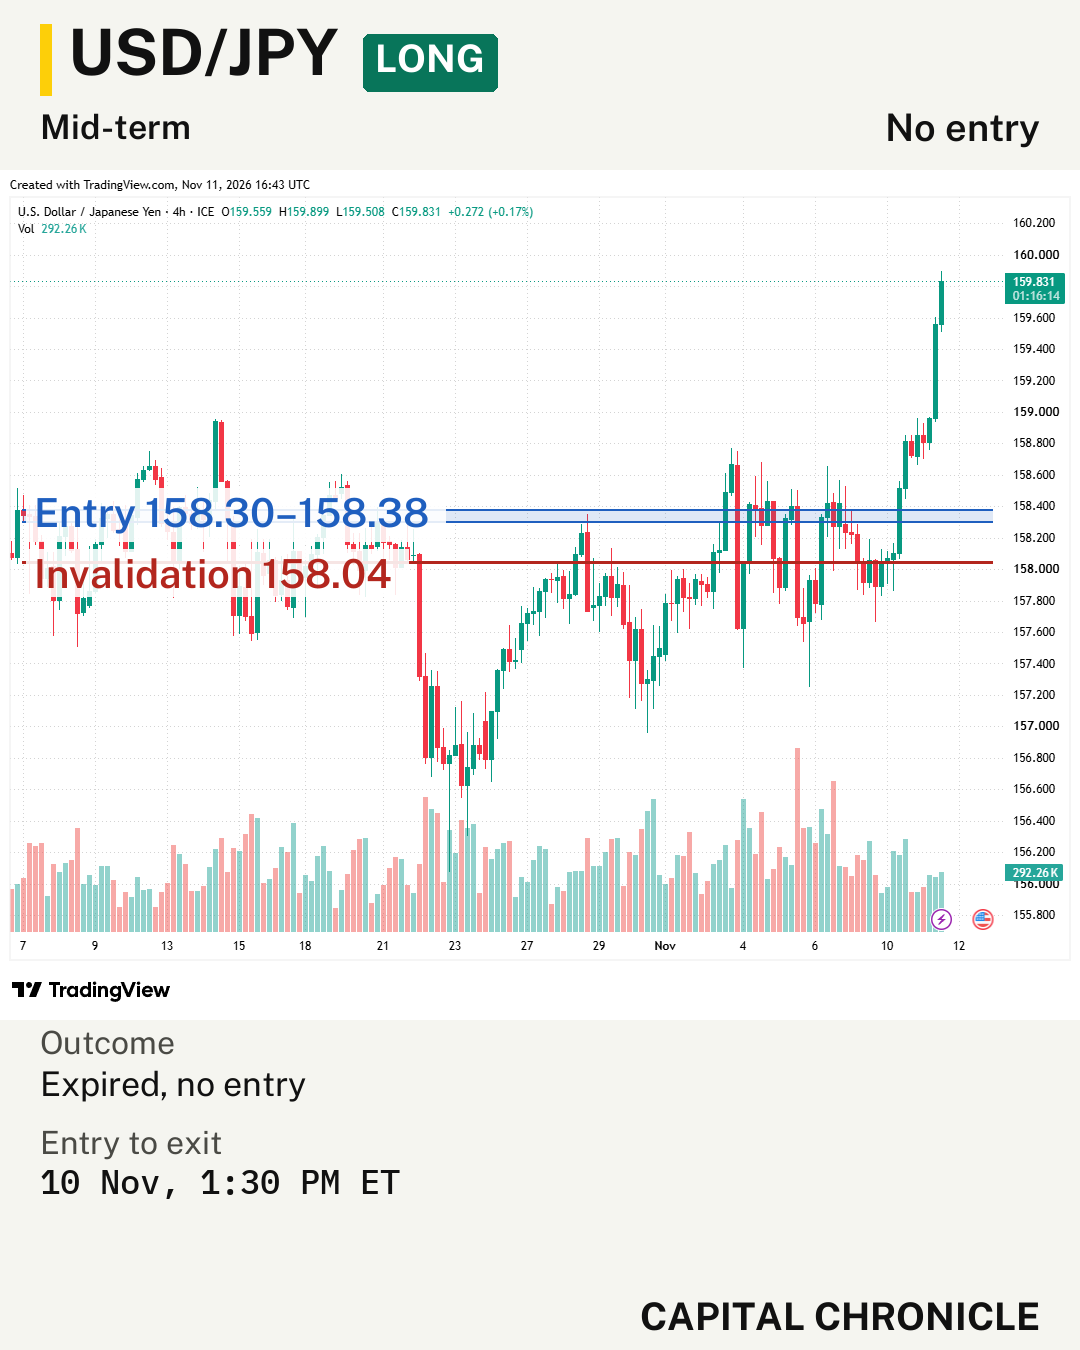 USD/JPY LONG
Mid-term No entry
Created with TradingView.com, Nov 11, 2026 16:43 UTC
U.S. Dollar / Japanese Yen · 4h · ICE O159.559 H159.899 L159.508 C159.831 +0.272 (+0.17%)
Vol 292.26K
160.200
160.000
159.831
01:16:14
159.600
159.400
159.200
159.000
158.800
158.600
158.400
Entry 158.30–158.38
158.200
158.000
Invalidation 158.04
157.800
157.600
157.400
157.200
157.000
156.800
156.600
156.400
156.200
292.26K
156.000
155.800
7 9 13 15 18 21 23 27 29 Nov 4 6 10 12
TradingView
Outcome
Expired, no entry
Entry to exit
10 Nov, 1:30 PM ET
CAPITAL CHRONICLE